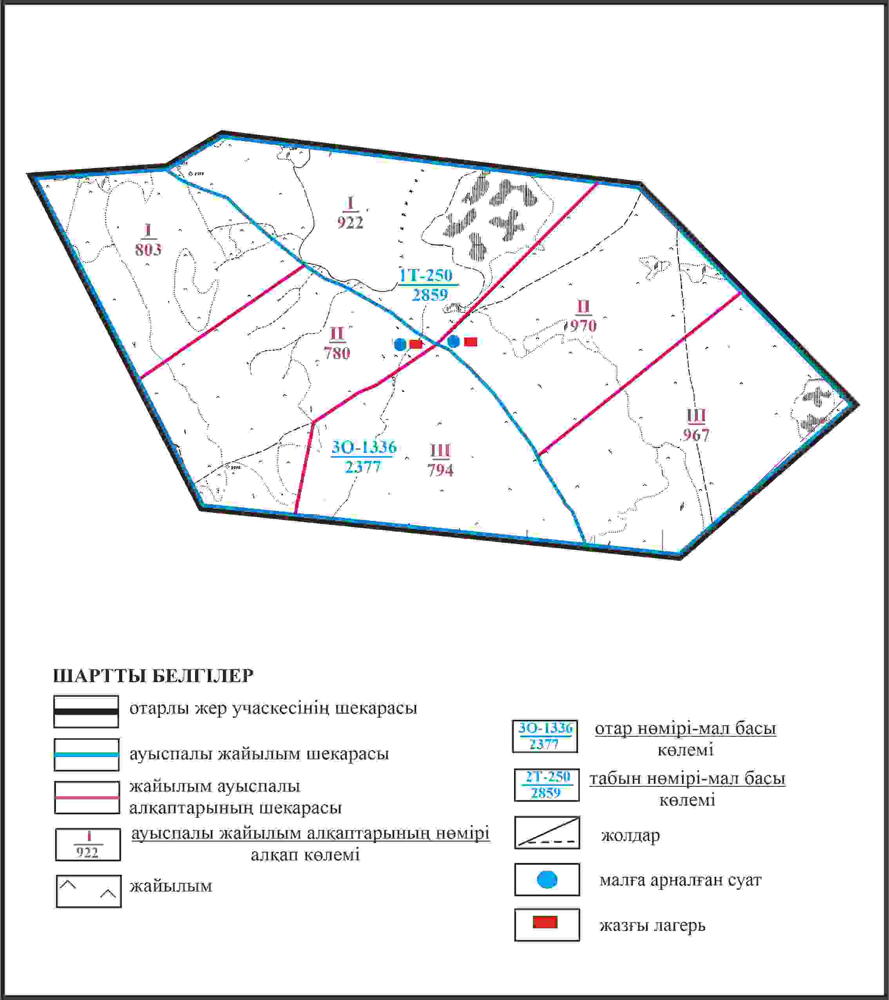 I
922
I
803
1Т-250
2859
II
970
II
780
III
967
3О-1336
2377
III
794
ШАРТТЫ БЕЛГІЛЕР
отарлы жер учаскесінің шекарасы
ауыспалы жайылым шекарасы
жайылым ауыспалы
алқаптарының шекарасы
I
922
ауыспалы жайылым алқаптарының нөмірі
алқап көлемі
жайылым
3О-1336
2377
отар нөмірі-мал басы
көлемі
2Т-250
2859
табын нөмірі-мал басы
көлемі
жолдар
малға арналған суат
жазғы лагерь